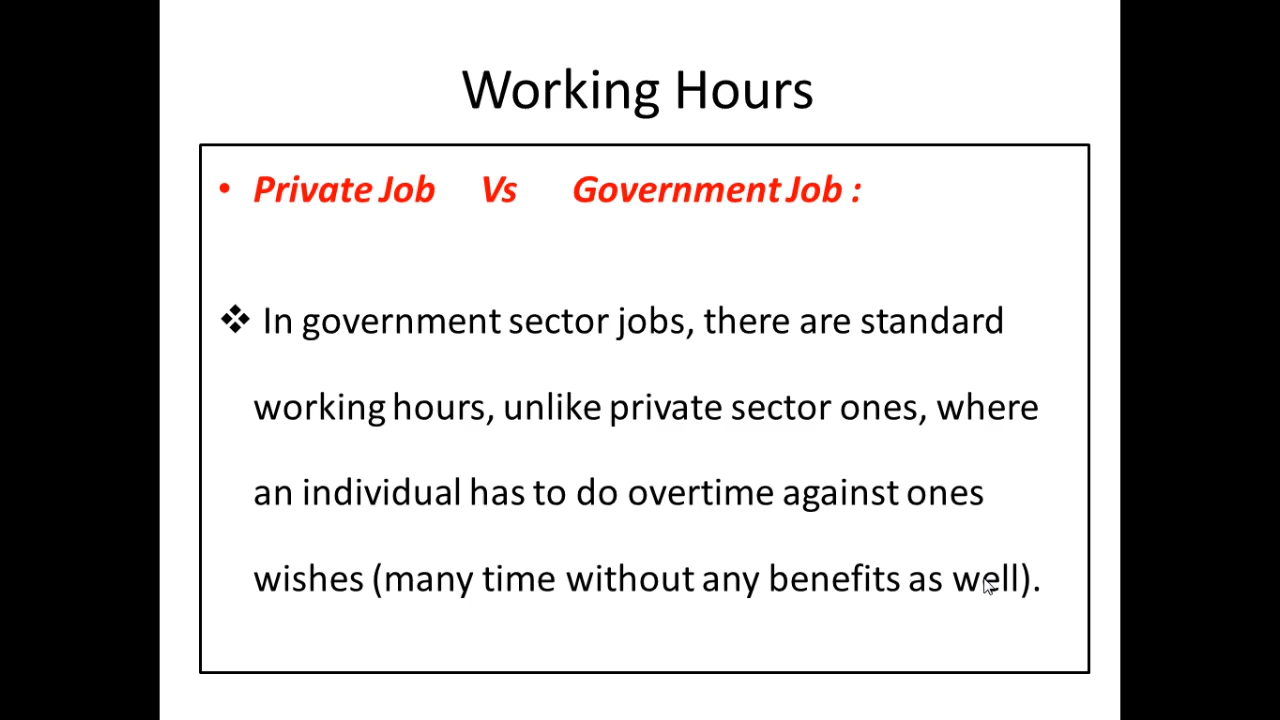 Working Hours
• Private Job Vs Government Job :
❖ In government sector jobs, there are standard
working hours, unlike private sector ones, where
an individual has to do overtime against ones
wishes (many time without any benefits as well).